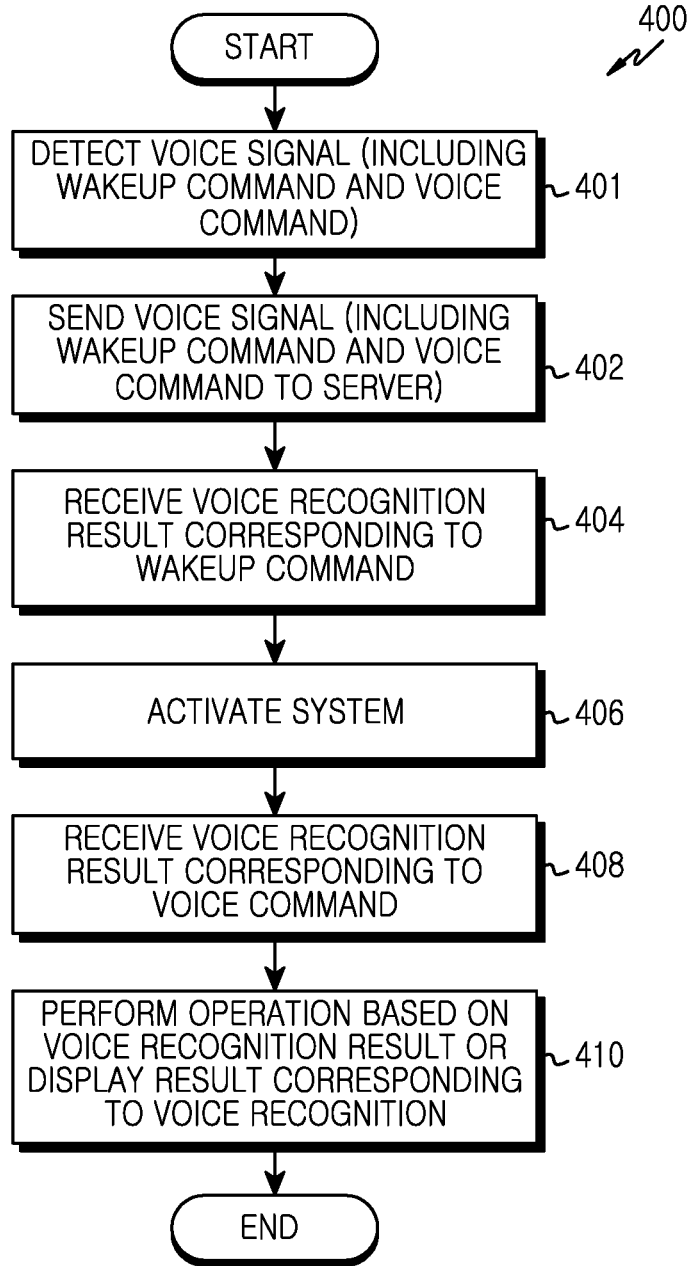 400
START
DETECT VOICE SIGNAL (INCLUDING
WAKEUP COMMAND AND VOICE
COMMAND)
401
SEND VOICE SIGNAL (INCLUDING
WAKEUP COMMAND AND VOICE
COMMAND TO SERVER)
402
RECEIVE VOICE RECOGNITION
RESULT CORRESPONDING TO
WAKEUP COMMAND
404
ACTIVATE SYSTEM
406
RECEIVE VOICE RECOGNITION
RESULT CORRESPONDING TO
VOICE COMMAND
408
PERFORM OPERATION BASED ON
VOICE RECOGNITION RESULT OR
DISPLAY RESULT CORRESPONDING
TO VOICE RECOGNITION
410
END